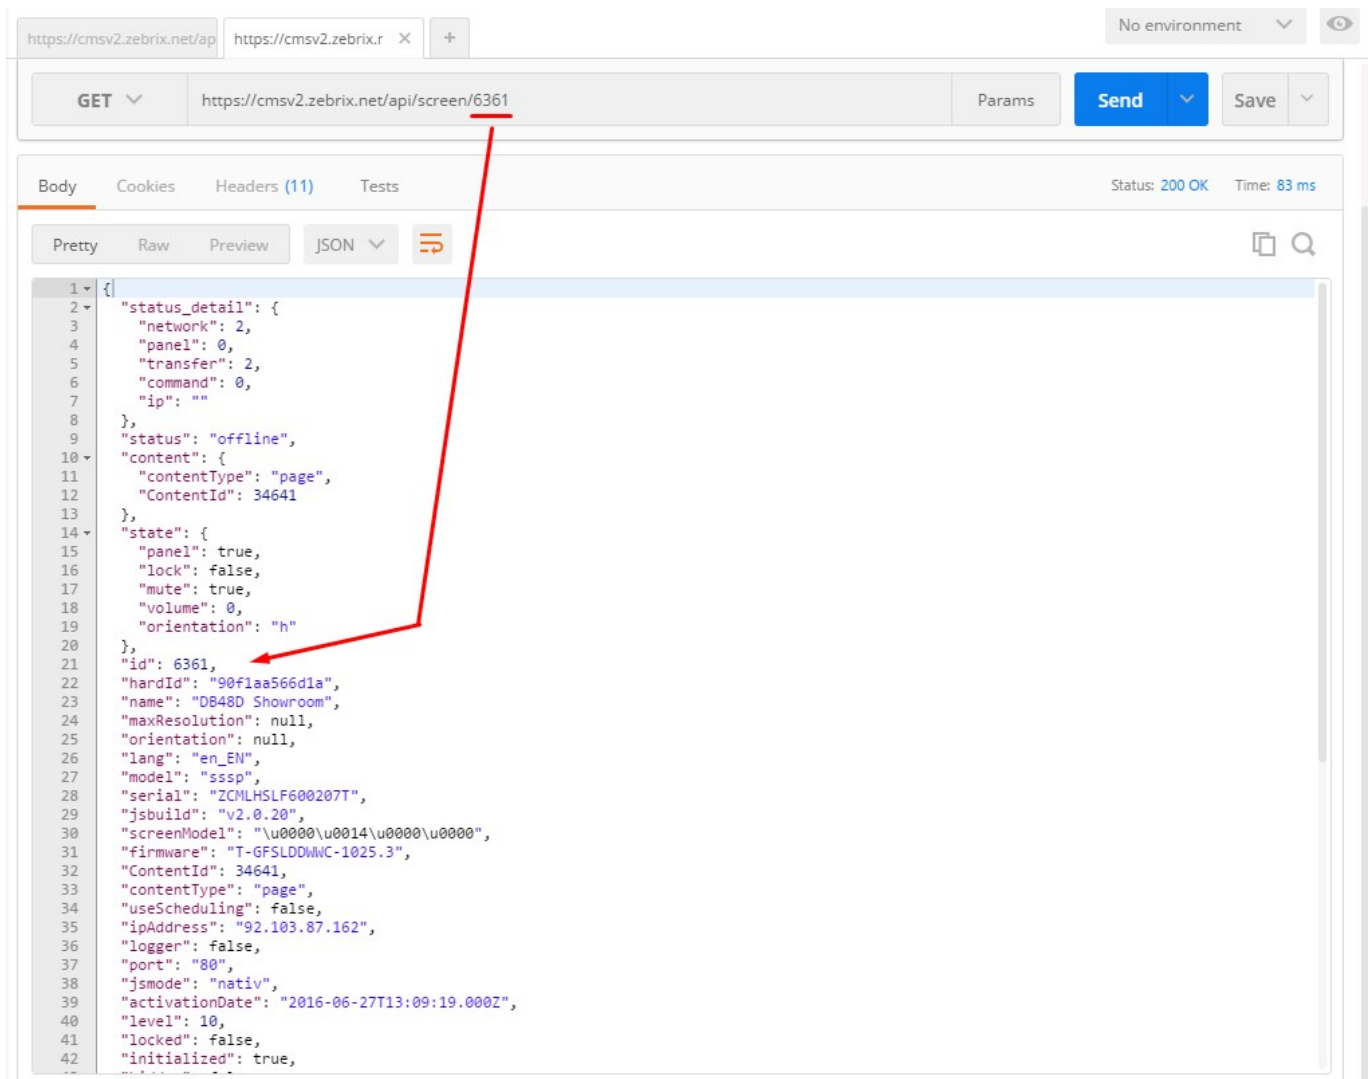 https://cmsv2.zebrix.net/ap
https://cmsv2.zebrix.r
+
No environment
GET
https://cmsv2.zebrix.net/api/screen/6361
Params
Send
Save
Body Cookies Headers (11) Tests
Status: 200 OK Time: 83 ms
Pretty Raw Preview JSON
1 {
2 "status_detail": {
3 "network": 2,
4 "panel": 0,
5 "transfer": 2,
6 "command": 0,
7 "ip": ""
8 },
9 "status": "offline",
10 "content": {
11 "contentType": "page",
12 "ContentId": 34641
13 },
14 "state": {
15 "panel": true,
16 "lock": false,
17 "mute": true,
18 "volume": 0,
19 "orientation": "h"
20 },
21 "id": 6361,
22 "hardId": "90f1aa566d1a",
23 "name": "DB48D Showroom",
24 "maxResolution": null,
25 "orientation": null,
26 "lang": "en_EN",
27 "model": "sssp",
28 "serial": "ZCMLHSLF600207T",
29 "jsbuild": "v2.0.20",
30 "screenModel": "\u0000\u0014\u0000\u0000",
31 "firmware": "T-GFSLDDWWC-1025.3",
32 "ContentId": 34641,
33 "contentType": "page",
34 "useScheduling": false,
35 "ipAddress": "92.103.87.162",
36 "logger": false,
37 "port": "80",
38 "jsmode": "nativ",
39 "activationDate": "2016-06-27T13:09:19.000Z",
40 "level": 10,
41 "locked": false,
42 "initialized": true,